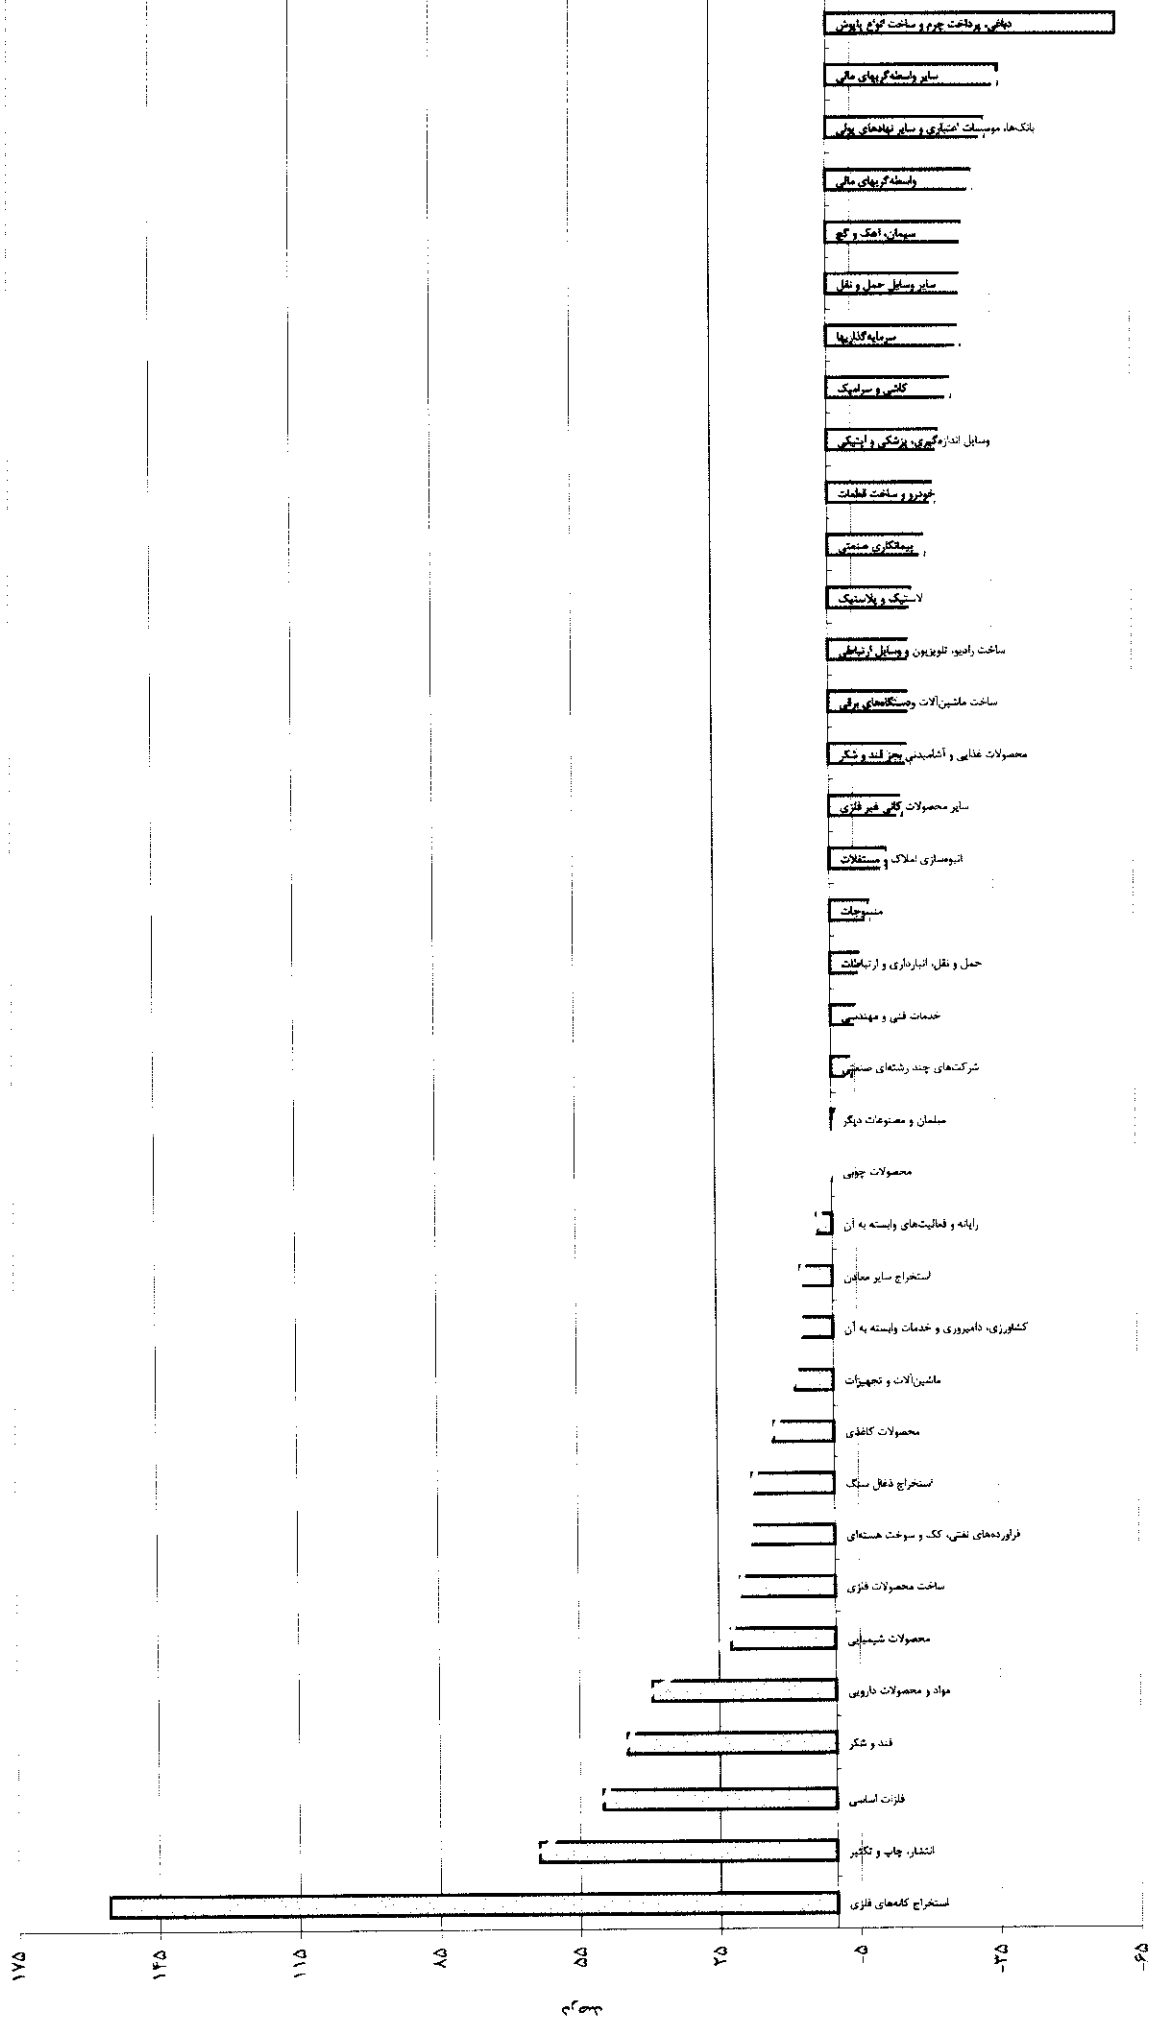 دباغی، پرداخت چرم و ساخت انواع پاپوش
سایر واسطه‌گریهای مالی
بانک‌ها، موسسات اعتباری و سایر نهادهای پولی
واسطه‌گریهای مالی
سیمان، آهک و گچ
سایر وسایل حمل و نقل
سرمایه‌گذاریها
کاشی و سرامیک
وسایل اندازه‌گیری، پزشکی و اپتیکی
خودرو و ساخت قطعات
پیمانکاری صنعتی
لاستیک و پلاستیک
ساخت رادیو، تلویزیون و وسایل ارتباطی
ساخت ماشین‌آلات و دستگاه‌های برقی
محصولات غذایی و آشامیدنی بجز قند و شکر
سایر محصولات کانی غیر فلزی
انبوه‌سازی املاک و مستغلات
منسوجات
حمل و نقل، انبارداری و ارتباطات
خدمات فنی و مهندسی
شرکت‌های چند رشته‌ای صنعتی
مبلمان و مصنوعات دیگر
محصولات چوبی
رایانه و فعالیت‌های وابسته به آن
استخراج سایر معادن
کشاورزی، دامپروری و خدمات وابسته به آن
ماشین‌آلات و تجهیزات
محصولات کاغذی
استخراج ذغال سنگ
فراورده‌های نفتی، کک و سوخت هسته‌ای
ساخت محصولات فلزی
محصولات شیمیایی
مواد و محصولات دارویی
قند و شکر
فلزات اساسی
انتشار، چاپ و تکثیر
استخراج کانه‌های فلزی
۱۷۵
۱۴۵
۱۱۵
۸۵
۵۵
۲۵
-۵
-۳۵
-۶۵
درصد